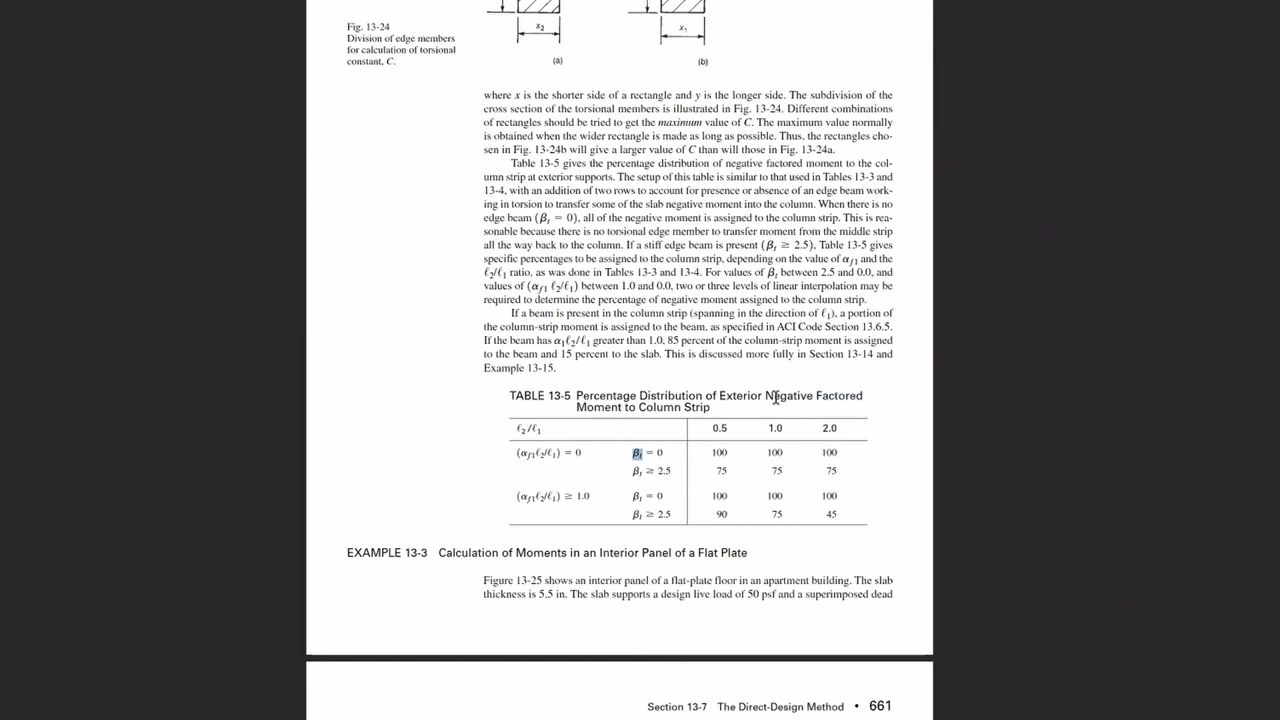 x₂
x₁
Fig. 13-24
Division of edge members
for calculation of torsional
constant, C.
(a)
(b)
where x is the shorter side of a rectangle and y is the longer side. The subdivision of the
cross section of the torsional members is illustrated in Fig. 13-24. Different combinations
of rectangles should be tried to get the maximum value of C. The maximum value normally
is obtained when the wider rectangle is made as long as possible. Thus, the rectangles cho-
sen in Fig. 13-24b will give a larger value of C than will those in Fig. 13-24a.
Table 13-5 gives the percentage distribution of negative factored moment to the col-
umn strip at exterior supports. The setup of this table is similar to that used in Tables 13-3 and
13-4, with an addition of two rows to account for presence or absence of an edge beam work-
ing in torsion to transfer some of the slab negative moment into the column. When there is no
edge beam (βₜ = 0), all of the negative moment is assigned to the column strip. This is rea-
sonable because there is no torsional edge member to transfer moment from the middle strip
all the way back to the column. If a stiff edge beam is present (βₜ ≥ 2.5), Table 13-5 gives
specific percentages to be assigned to the column strip, depending on the value of αf1 and the
ℓ₂/ℓ₁ ratio, as was done in Tables 13-3 and 13-4. For values of βₜ between 2.5 and 0.0, and
values of (αf1 ℓ₂/ℓ₁) between 1.0 and 0.0, two or three levels of linear interpolation may be
required to determine the percentage of negative moment assigned to the column strip.
If a beam is present in the column strip (spanning in the direction of ℓ₁), a portion of
the column-strip moment is assigned to the beam, as specified in ACI Code Section 13.6.5.
If the beam has α₁ℓ₂/ℓ₁ greater than 1.0, 85 percent of the column-strip moment is assigned
to the beam and 15 percent to the slab. This is discussed more fully in Section 13-14 and
Example 13-15.
TABLE 13-5 Percentage Distribution of Exterior Negative Factored
Moment to Column Strip
ℓ₂/ℓ₁ 0.5 1.0 2.0
(αf1ℓ₂/ℓ₁) = 0 βₜ = 0 100 100 100
βₜ ≥ 2.5 75 75 75
(αf1ℓ₂/ℓ₁) ≥ 1.0 βₜ = 0 100 100 100
βₜ ≥ 2.5 90 75 45
EXAMPLE 13-3 Calculation of Moments in an Interior Panel of a Flat Plate
Figure 13-25 shows an interior panel of a flat-plate floor in an apartment building. The slab
thickness is 5.5 in. The slab supports a design live load of 50 psf and a superimposed dead
Section 13-7 The Direct-Design Method • 661